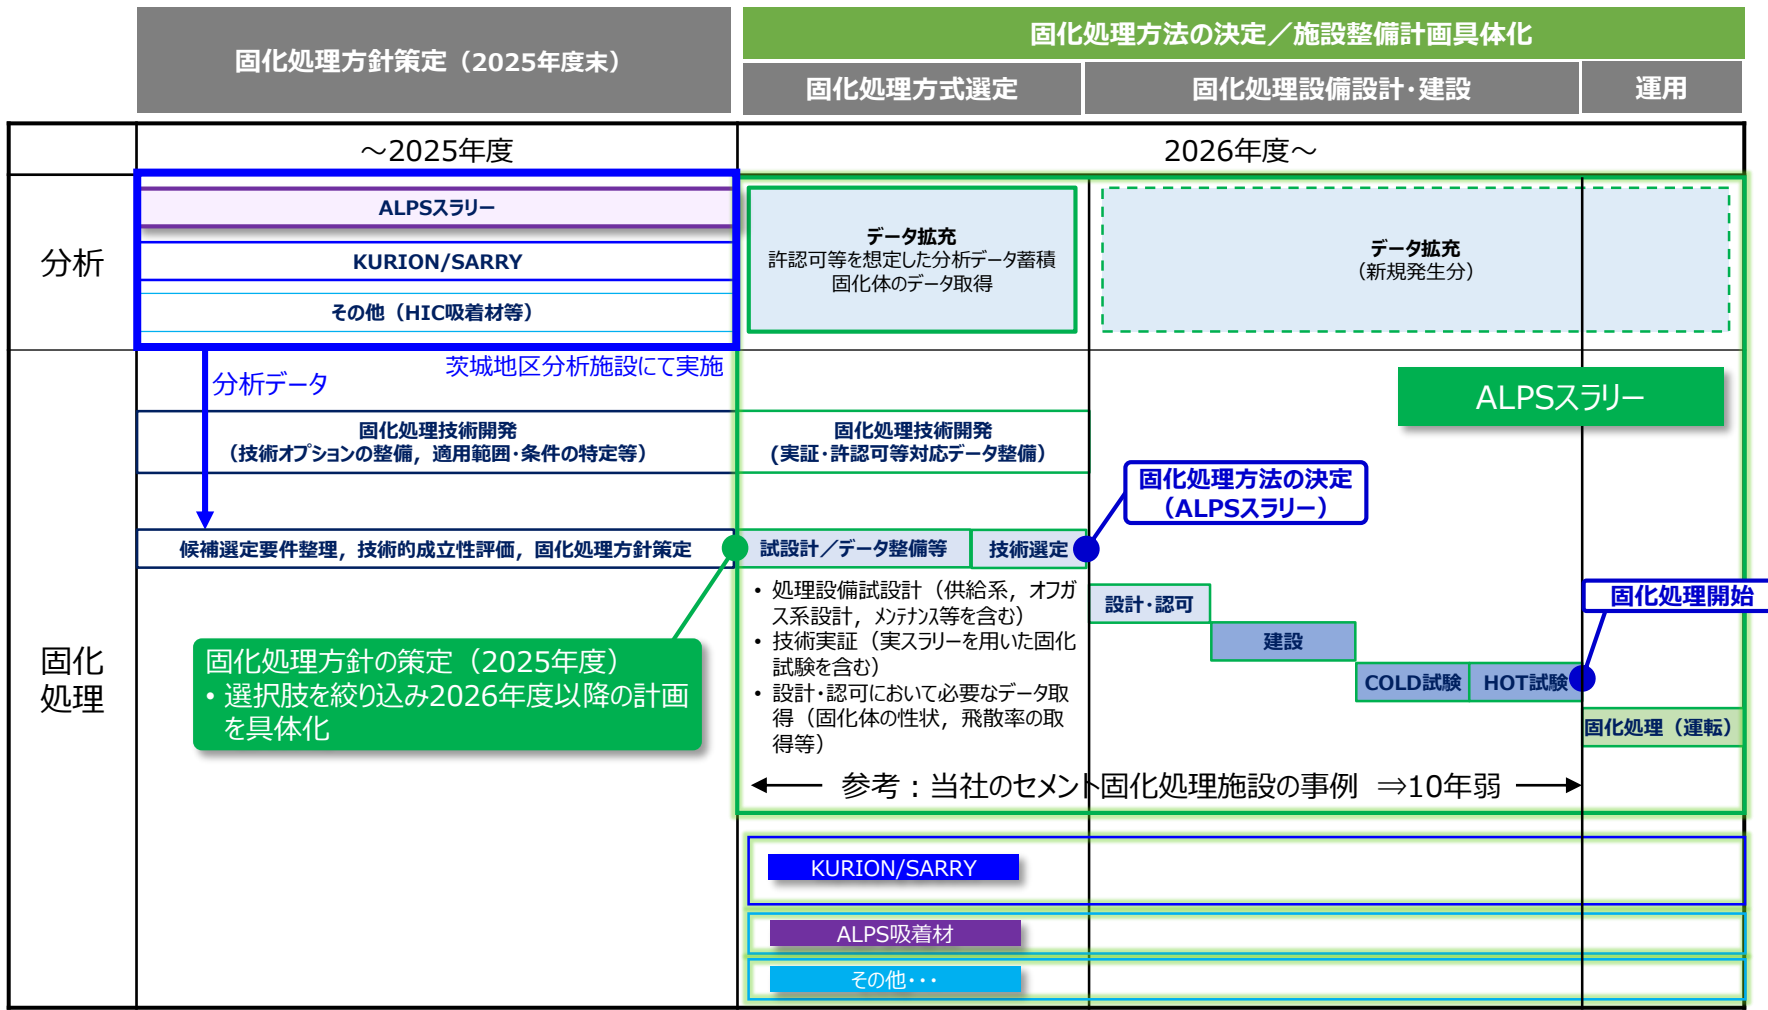 固化処理方針策定（2025年度末）
固化処理方法の決定／施設整備計画具体化
固化処理方式選定
固化処理設備設計・建設
運用
～2025年度
2026年度～
分析
ALPSスラリー
KURION/SARRY
その他（HIC吸着材等）
データ拡充
許認可等を想定した分析データ蓄積
固化体のデータ取得
データ拡充
（新規発生分）
茨城地区分析施設にて実施
分析データ
ALPSスラリー
固化処理技術開発
（技術オプションの整備，適用範囲・条件の特定等）
固化処理技術開発
(実証・許認可等対応データ整備）
固化処理方法の決定
（ALPSスラリー）
候補選定要件整理，技術的成立性評価，固化処理方針策定
試設計／データ整備等
技術選定
固化
処理
• 処理設備試設計（供給系，オフガ
ス系設計，メンテナンス等を含む）
• 技術実証（実スラリーを用いた固化
試験を含む）
• 設計・認可において必要なデータ取
得（固化体の性状，飛散率の取
得等）
設計・認可
建設
COLD試験
HOT試験
固化処理開始
固化処理（運転）
固化処理方針の策定（2025年度）
• 選択肢を絞り込み2026年度以降の計画
を具体化
参考：当社のセメント固化処理施設の事例 ⇒10年弱
KURION/SARRY
ALPS吸着材
その他・・・